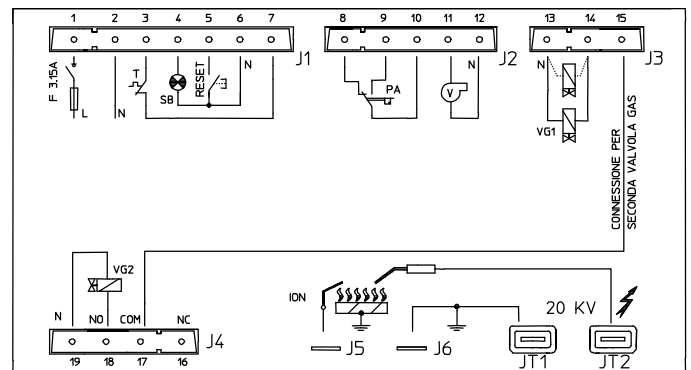 1 2 3 4 5 6 7
J1
8 9 10 11 12
J2
13 14 15
J3
F 3.15A
L
N
T
SB
RESET
N
PA
V
N
N
VG1
CONNESSIONE PER
SECONDA VALVOLA GAS
VG2
N NO COM NC
J4
19 18 17 16
ION
J5
J6
20 KV
JT1
JT2